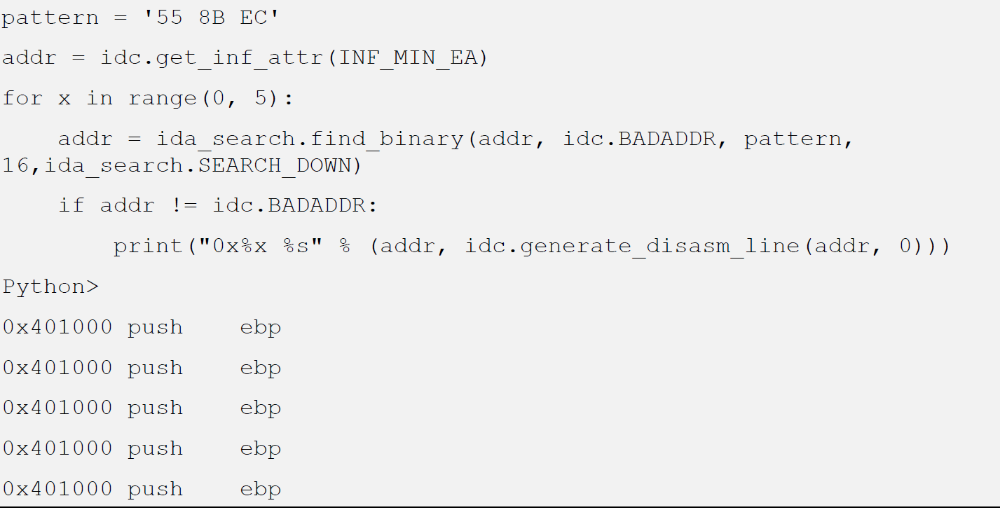 pattern = '55 8B EC'
addr = idc.get_inf_attr(INF_MIN_EA)
for x in range(0, 5):
    addr = ida_search.find_binary(addr, idc.BADADDR, pattern,
16,ida_search.SEARCH_DOWN)
    if addr != idc.BADADDR:
        print("0x%x %s" % (addr, idc.generate_disasm_line(addr, 0)))
Python>
0x401000 push    ebp
0x401000 push    ebp
0x401000 push    ebp
0x401000 push    ebp
0x401000 push    ebp